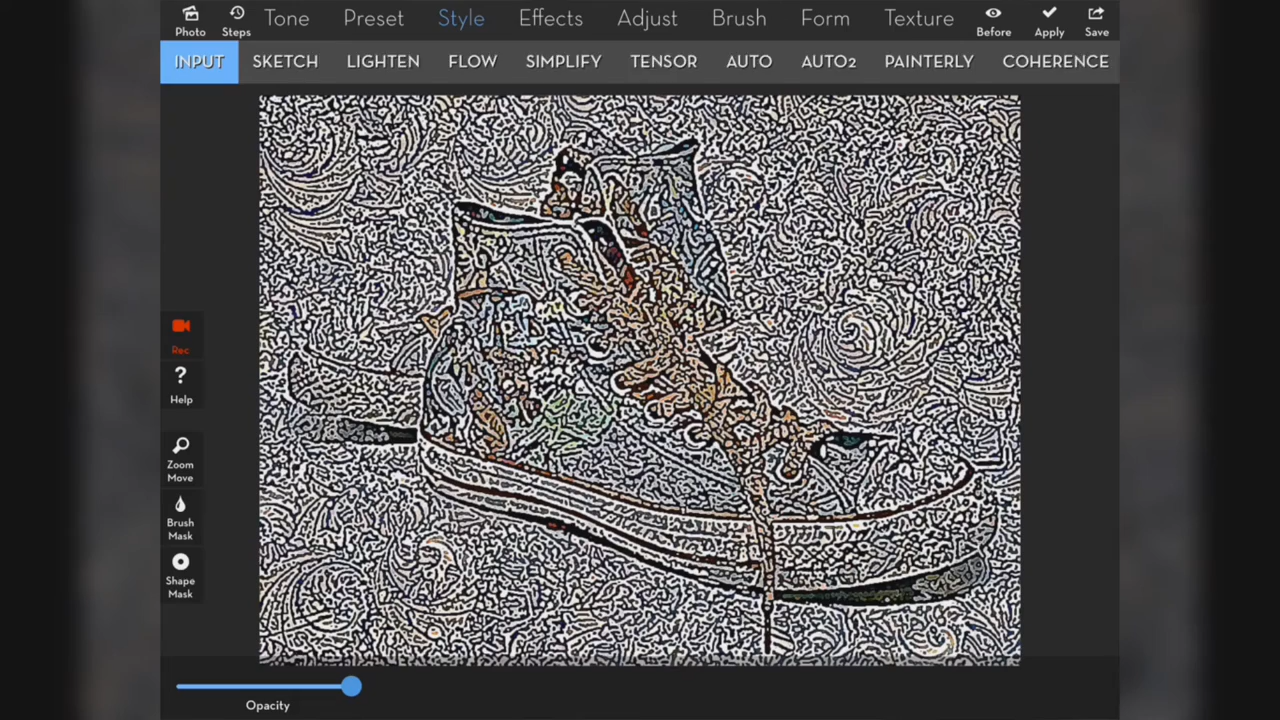 Photo Steps Tone Preset Style Effects Adjust Brush Form Texture Before Apply Save
INPUT SKETCH LIGHTEN FLOW SIMPLIFY TENSOR AUTO AUTO2 PAINTERLY COHERENCE
Rec
?
Help
Zoom
Move
Brush
Mask
Shape
Mask
Opacity